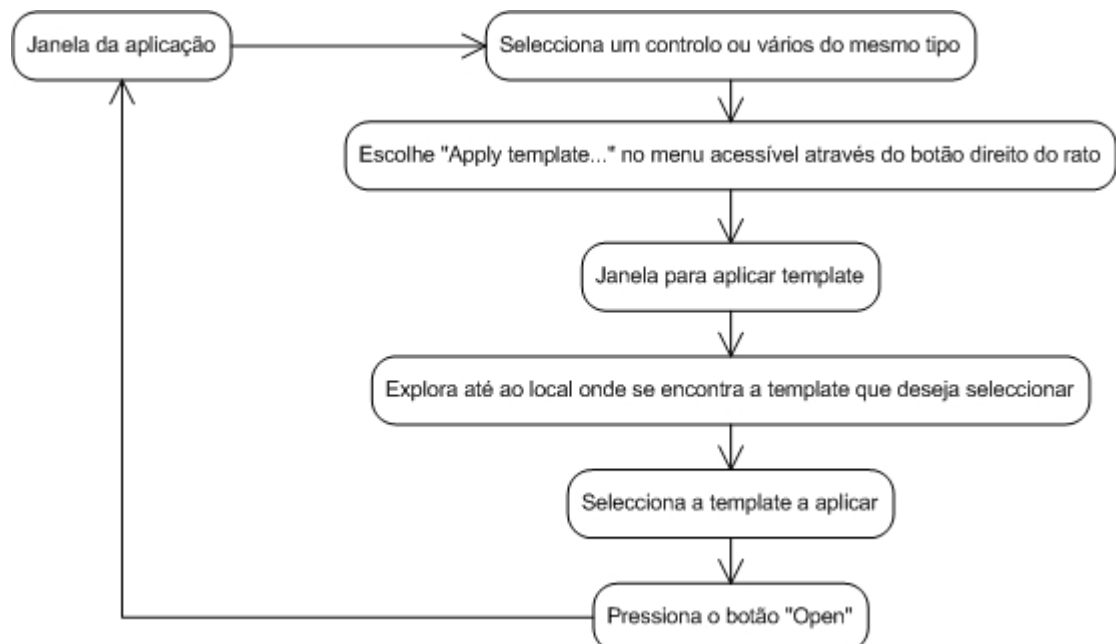 Janela da aplicação
Selecciona um controlo ou vários do mesmo tipo
Escolhe "Apply template..." no menu acessível através do botão direito do rato
Janela para aplicar template
Explora até ao local onde se encontra a template que deseja seleccionar
Selecciona a template a aplicar
Pressiona o botão "Open"